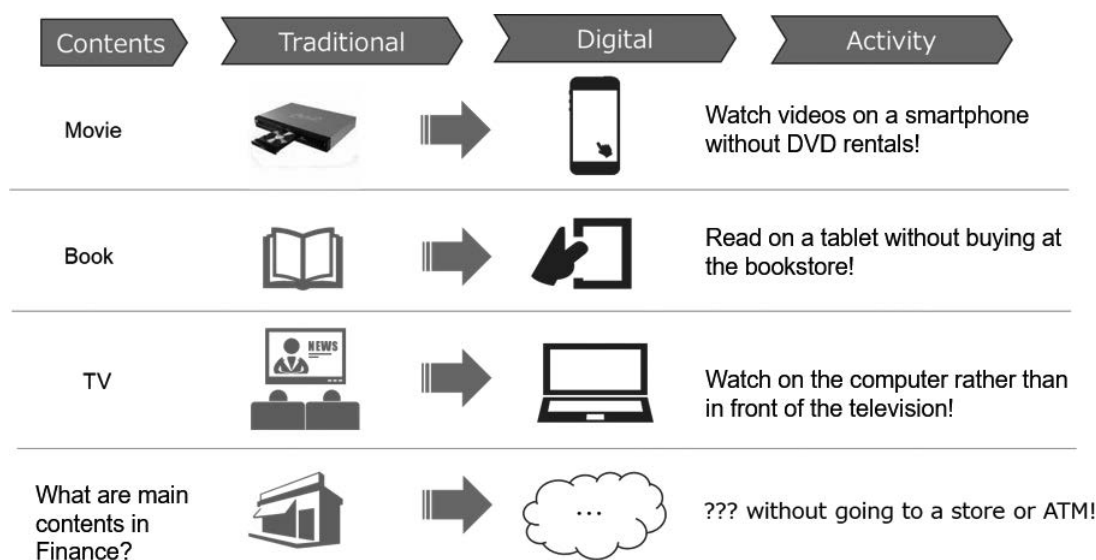 Contents
Traditional
Digital
Activity
Movie
Watch videos on a smartphone
without DVD rentals!
Book
Read on a tablet without buying at
the bookstore!
TV
NEWS
Watch on the computer rather than
in front of the television!
What are main
contents in
Finance?
...
??? without going to a store or ATM!